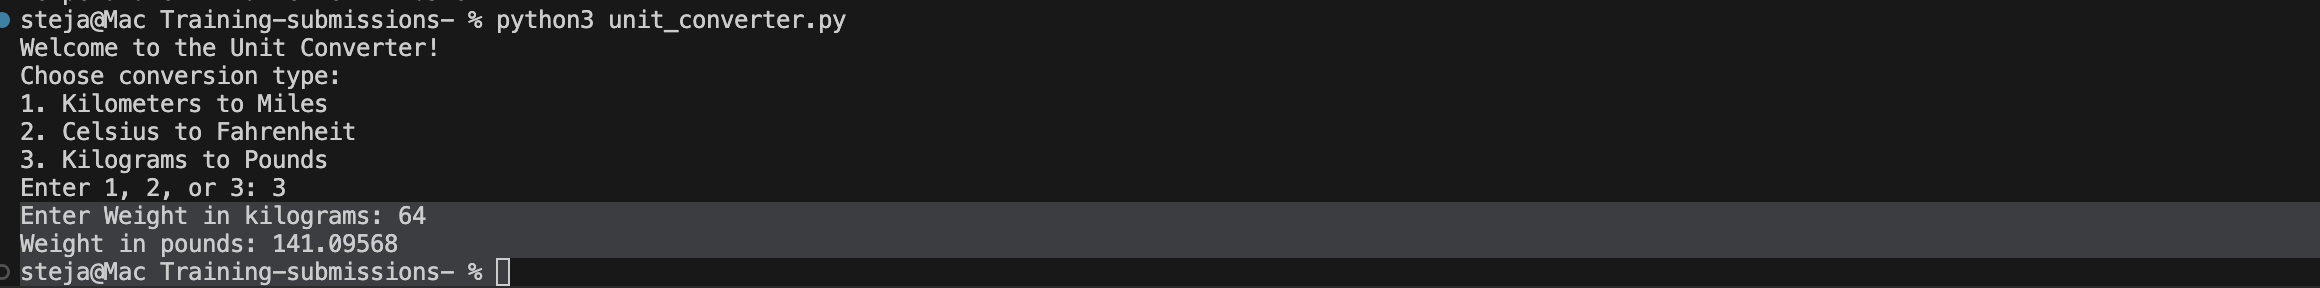 steja@Mac Training-submissions- % python3 unit_converter.py
Welcome to the Unit Converter!
Choose conversion type:
1. Kilometers to Miles
2. Celsius to Fahrenheit
3. Kilograms to Pounds
Enter 1, 2, or 3: 3
Enter Weight in kilograms: 64
Weight in pounds: 141.09568
steja@Mac Training-submissions- %